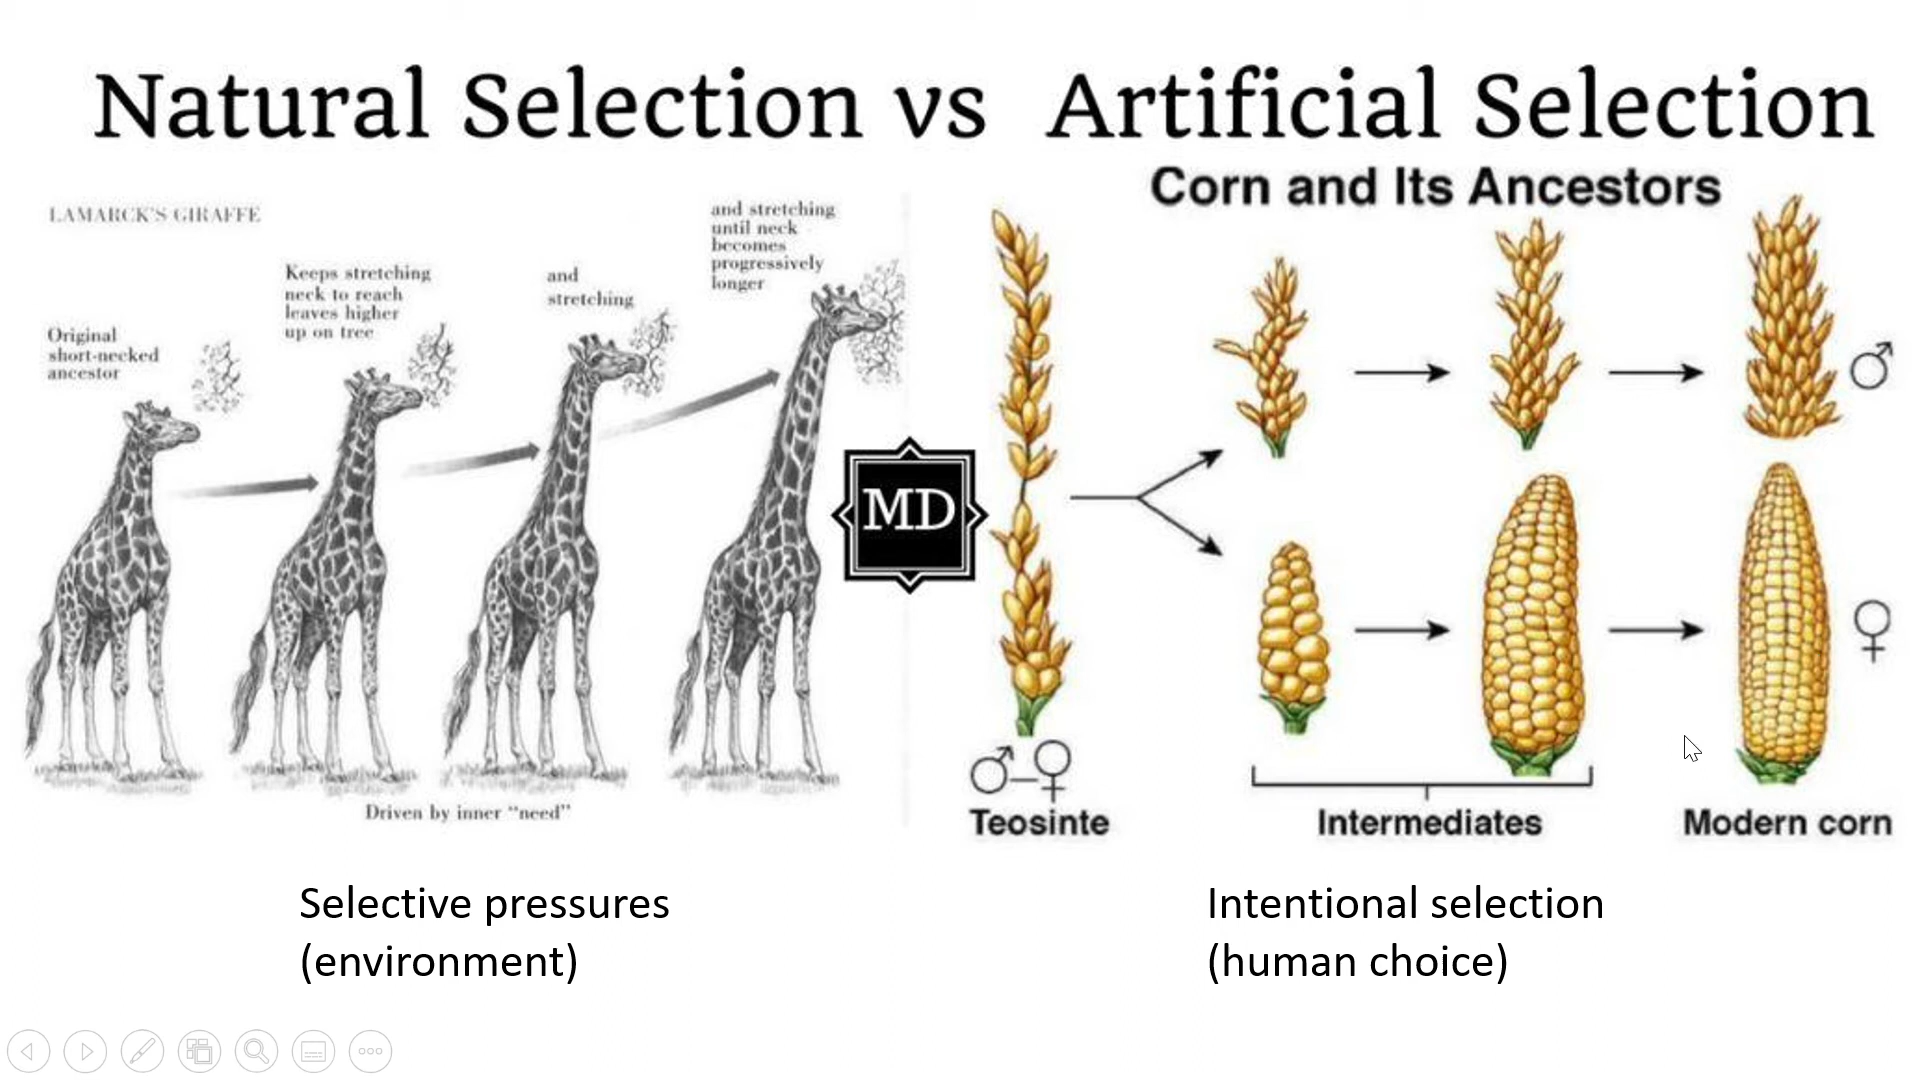 Natural Selection vs Artificial Selection
LAMARCK'S GIRAFFE
Original
short-necked
ancestor
Keeps stretching
neck to reach
leaves higher
up on tree
and
stretching
and stretching
until neck
becomes
progressively
longer
Driven by inner "need"
MD
Corn and Its Ancestors
♂
♀
♂–♀
Teosinte
Intermediates
Modern corn
Selective pressures
(environment)
Intentional selection
(human choice)